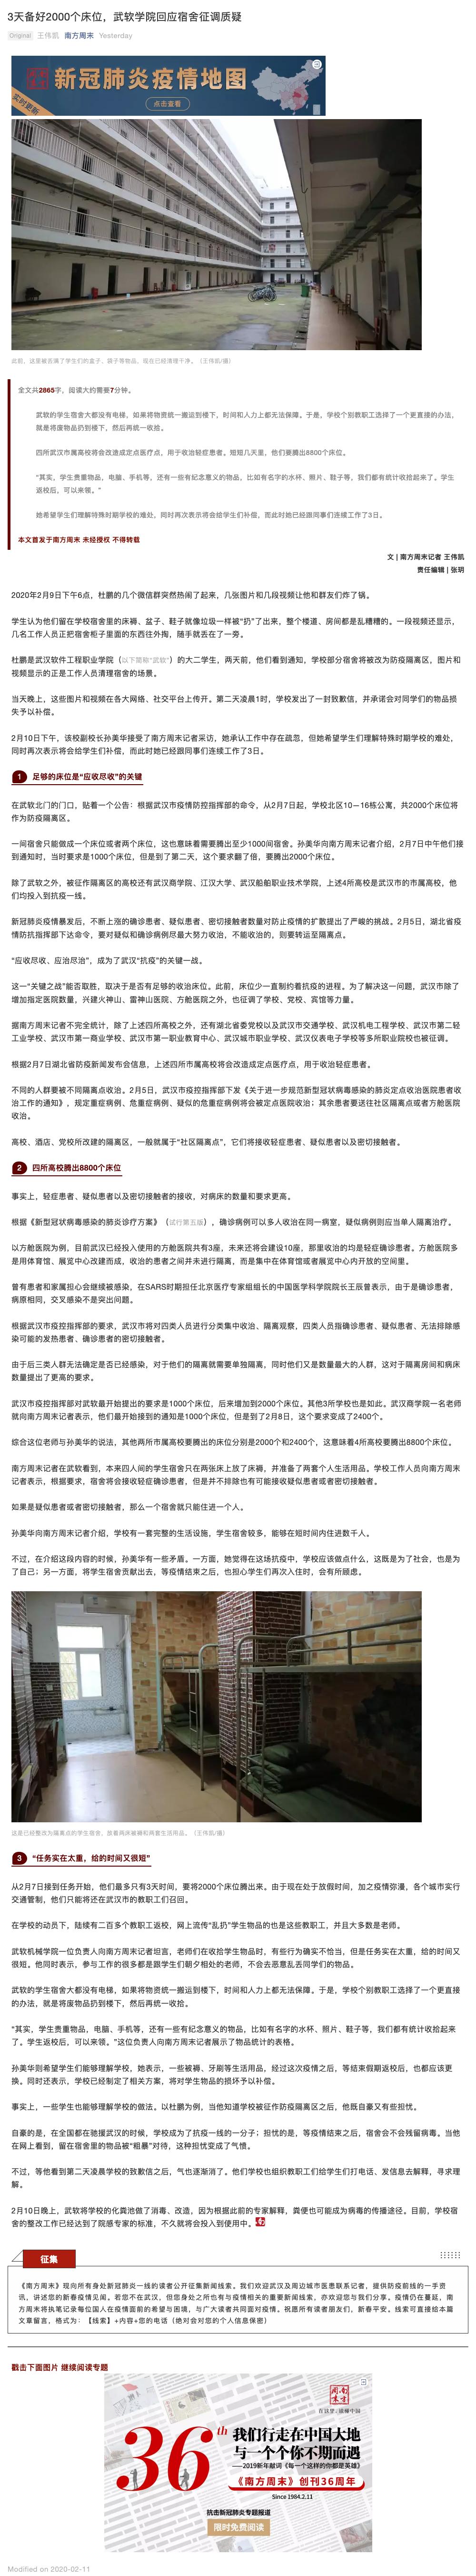 3天备好2000个床位，武软学院回应宿舍征调质疑
Original 王伟凯 南方周末 Yesterday
新冠肺炎疫情地图
实时更新
点击查看
此前，这里被丢满了学生们的盒子、袋子等物品，现在已经清理干净。（王伟凯/摄）
全文共2865字，阅读大约需要7分钟。
武软的学生宿舍大都没有电梯，如果将物资统一搬运到楼下，时间和人力上都无法保障。于是，学校个别教职工选择了一个更直接的办法，
就是将废物品扔到楼下，然后再统一收拾。
四所武汉市属高校将会改造成定点医疗点，用于收治轻症患者。短短几天里，他们要腾出8800个床位。
“其实，学生贵重物品，电脑、手机等，还有一些有纪念意义的物品，比如有名字的水杯、照片、鞋子等，我们都有统计收拾起来了。学生
返校后，可以来领。”
她希望学生们理解特殊时期学校的难处，同时再次表示将会给学生们补偿，而此时她已经跟同事们连续工作了3日。
本文首发于南方周末 未经授权 不得转载
文 | 南方周末记者 王伟凯
责任编辑 | 张玥
2020年2月9日下午6点，杜鹏的几个微信群突然热闹了起来，几张图片和几段视频让他和群友们炸了锅。
学生认为他们留在学校宿舍里的床褥、盆子、鞋子就像垃圾一样被“扔”了出来，整个楼道、房间都是乱糟糟的。一段视频还显示，
几名工作人员正把宿舍柜子里面的东西往外掏，随手就丢在了一旁。
杜鹏是武汉软件工程职业学院（以下简称“武软”）的大二学生，两天前，他们看到通知，学校部分宿舍将被改为防疫隔离区，图片和
视频显示的正是工作人员清理宿舍的场景。
当天晚上，这些图片和视频在各大网络、社交平台上传开。第二天凌晨1时，学校发出了一封致歉信，并承诺会对同学们的物品损
失予以补偿。
2月10日下午，该校副校长孙美华接受了南方周末记者采访，她承认工作中存在疏忽，但她希望学生们理解特殊时期学校的难处，
同时再次表示将会给学生们补偿，而此时她已经跟同事们连续工作了3日。
1 足够的床位是“应收尽收”的关键
在武软北门的门口，贴着一个公告：根据武汉市疫情防控指挥部的命令，从2月7日起，学校北区10－16栋公寓，共2000个床位将
作为防疫隔离区。
一间宿舍只能做成一个床位或者两个床位，这也意味着需要腾出至少1000间宿舍。孙美华向南方周末记者介绍，2月7日中午他们接
到通知时，当时要求是1000个床位，但是到了第二天，这个要求翻了倍，要腾出2000个床位。
除了武软之外，被征作隔离区的高校还有武汉商学院、江汉大学、武汉船舶职业技术学院，上述4所高校是武汉市的市属高校，他
们均投入到抗疫一线。
新冠肺炎疫情暴发后，不断上涨的确诊患者、疑似患者、密切接触者数量对防止疫情的扩散提出了严峻的挑战。2月5日，湖北省疫
情防抗指挥部下达命令，要对疑似和确诊病例尽最大努力收治，不能收治的，则要转运至隔离点。
“应收尽收、应治尽治”，成为了武汉“抗疫”的关键一战。
这一“关键之战”能否取胜，取决于是否有足够的收治床位。此前，床位少一直制约着抗疫的进程。为了解决这一问题，武汉市除了
增加指定医院数量，兴建火神山、雷神山医院、方舱医院之外，也征调了学校、党校、宾馆等力量。
据南方周末记者不完全统计，除了上述四所高校之外，还有湖北省委党校以及武汉市交通学校、武汉机电工程学校、武汉市第二轻
工业学校、武汉市第一商业学校、武汉市第一职业教育中心、武汉城市职业学校、武汉仪表电子学校等多所职业院校也被征调。
根据2月7日湖北省防疫新闻发布会信息，上述四所市属高校将会改造成定点医疗点，用于收治轻症患者。
不同的人群要被不同隔离点收治。2月5日，武汉市疫控指挥部下发《关于进一步规范新型冠状病毒感染的肺炎定点收治医院患者收
治工作的通知》，规定重症病例、危重症病例、疑似的危重症病例将会被定点医院收治；其余患者要送往社区隔离点或者方舱医院
收治。
高校、酒店、党校所改建的隔离区，一般就属于“社区隔离点”，它们将接收轻症患者、疑似患者以及密切接触者。
2 四所高校腾出8800个床位
事实上，轻症患者、疑似患者以及密切接触者的接收，对病床的数量和要求更高。
根据《新型冠状病毒感染的肺炎诊疗方案》（试行第五版），确诊病例可以多人收治在同一病室，疑似病例则应当单人隔离治疗。
以方舱医院为例，目前武汉已经投入使用的方舱医院共有3座，未来还将会建设10座，那里收治的均是轻症确诊患者。方舱医院多
是用体育馆、展览中心改建而成，收治的患者之间并未进行隔离，而是集中在体育馆或者展览中心内开放的空间里。
曾有患者和家属担心会继续被感染，在SARS时期担任北京医疗专家组组长的中国医学科学院院长王辰曾表示，由于是确诊患者，
病原相同，交叉感染不是突出问题。
根据武汉市疫控指挥部的要求，武汉市将对四类人员进行分类集中收治、隔离观察，四类人员指确诊患者、疑似患者、无法排除感
染可能的发热患者、确诊患者的密切接触者。
由于后三类人群无法确定是否已经感染，对于他们的隔离就需要单独隔离，同时他们又是数量最大的人群，这对于隔离房间和病床
数量提出了更高的要求。
武汉市疫控指挥部对武软最开始提出的要求是1000个床位，后来增加到2000个床位。其他3所学校也是如此。武汉商学院一名老师
就向南方周末记者表示，他们最开始接到的通知是1000个床位，但是到了2月8日，这个要求变成了2400个。
综合这位老师与孙美华的说法，其他两所市属高校要腾出的床位分别是2000个和2400个，这意味着4所高校要腾出8800个床位。
南方周末记者在武软看到，本来四人间的学生宿舍只在两张床上放了床褥，并准备了两套个人生活用品。学校工作人员向南方周末
记者表示，根据要求，宿舍将会接收轻症确诊患者，但是并不排除也有可能接收疑似患者或者密切接触者。
如果是疑似患者或者密切接触者，那么一个宿舍就只能住进一个人。
孙美华向南方周末记者介绍，学校有一套完整的生活设施，学生宿舍较多，能够在短时间内住进数千人。
不过，在介绍这段内容的时候，孙美华有一些矛盾。一方面，她觉得在这场抗疫中，学校应该做点什么，这既是为了社会，也是为
了自己；另一方面，将学生宿舍贡献出去，等疫情结束之后，也担心学生们再次入住时，会有所顾虑。
这是已经整改为隔离点的学生宿舍，放置两床被褥和两套生活用品。（王伟凯/摄）
3 “任务实在太重，给的时间又很短”
从2月7日接到任务开始，他们最多只有3天时间，要将2000个床位腾出来。由于现在处于放假时间，加之疫情弥漫，各个城市实行
交通管制，他们只能将还在武汉市的教职工们召回。
在学校的动员下，陆续有二百多个教职工返校，网上流传“乱扔”学生物品的也是这些教职工，并且大多数是老师。
武软机械学院一位负责人向南方周末记者坦言，老师们在收拾学生物品时，有些行为确实不恰当，但是任务实在太重，给的时间又
很短。他同时表示，参与工作的很多都是跟学生们朝夕相处的老师，不会去恶意乱丢同学们的物品。
武软的学生宿舍大都没有电梯，如果将物资统一搬运到楼下，时间和人力上都无法保障。于是，学校个别教职工选择了一个更直接
的办法，就是将废物品扔到楼下，然后再统一收拾。
“其实，学生贵重物品，电脑、手机等，还有一些有纪念意义的物品，比如有名字的水杯、照片、鞋子等，我们都有统计收拾起来
了。学生返校后，可以来领。”这位负责人向南方周末记者展示了物品统计的表格。
孙美华则希望学生们能够理解学校，她表示，一些被褥、牙刷等生活用品，经过这次疫情之后，等结束假期返校后，也都应该更
换。同时还表示，学校已经制定了相关方案，将对学生物品的损坏予以补偿。
事实上，一些学生也能够理解学校的做法。以杜鹏为例，当他知道学校被征作防疫隔离区之后，他既自豪又有些担忧。
自豪的是，在全国都在驰援武汉的时候，学校成为了抗疫一线的一分子；担忧的是，等疫情结束之后，宿舍会不会残留病毒。当他
在网上看到，留在宿舍里的物品被“粗暴”对待，这种担忧变成了气愤。
不过，等他看到第二天凌晨学校的致歉信之后，气也逐渐消了。他们学校也组织教职工们给学生们打电话、发信息去解释，寻求理
解。
2月10日晚上，武软将学校的化粪池做了消毒、改造，因为根据此前的专家解释，粪便也可能成为病毒的传播途径。目前，学校宿
舍的整改工作已经达到了院感专家的标准，不久就将会投入到使用中。
征集
《南方周末》现向所有身处新冠肺炎一线的读者公开征集新闻线索。我们欢迎武汉及周边城市医患联系记者，提供防疫前线的一手资
讯，讲述您的新春疫情见闻。若您不在武汉，但您身处之所也有与疫情相关的重要新闻线索，亦欢迎您与我们分享。疫情仍在蔓延，南
方周末将执笔记录每位国人在疫情面前的希望与困境，与广大读者共同面对疫情。祝愿所有读者朋友们，新春平安。线索可直接给本篇
文章留言，格式为：【线索】+内容+您的电话（绝对会对您的个人信息保密）
戳击下面图片 继续阅读专题
南方周末
在这里，读懂中国
36th
我们行走在中国大地
与一个个你不期而遇
——2019新年献词《每一个这样的你都是英雄》
《南方周末》创刊36周年
Since 1984.2.11
抗击新冠肺炎专题报道
限时免费阅读
Modified on 2020-02-11